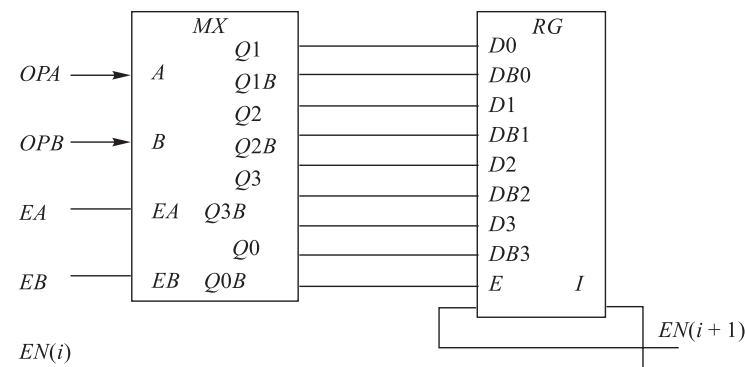 MX
RG
Q1
D0
OPA
A
Q1B
DB0
Q2
D1
OPB
B
Q2B
DB1
Q3
D2
EA
EA
Q3B
DB2
D3
Q0
DB3
EB
EB
Q0B
E
I
EN(i + 1)
EN(i)